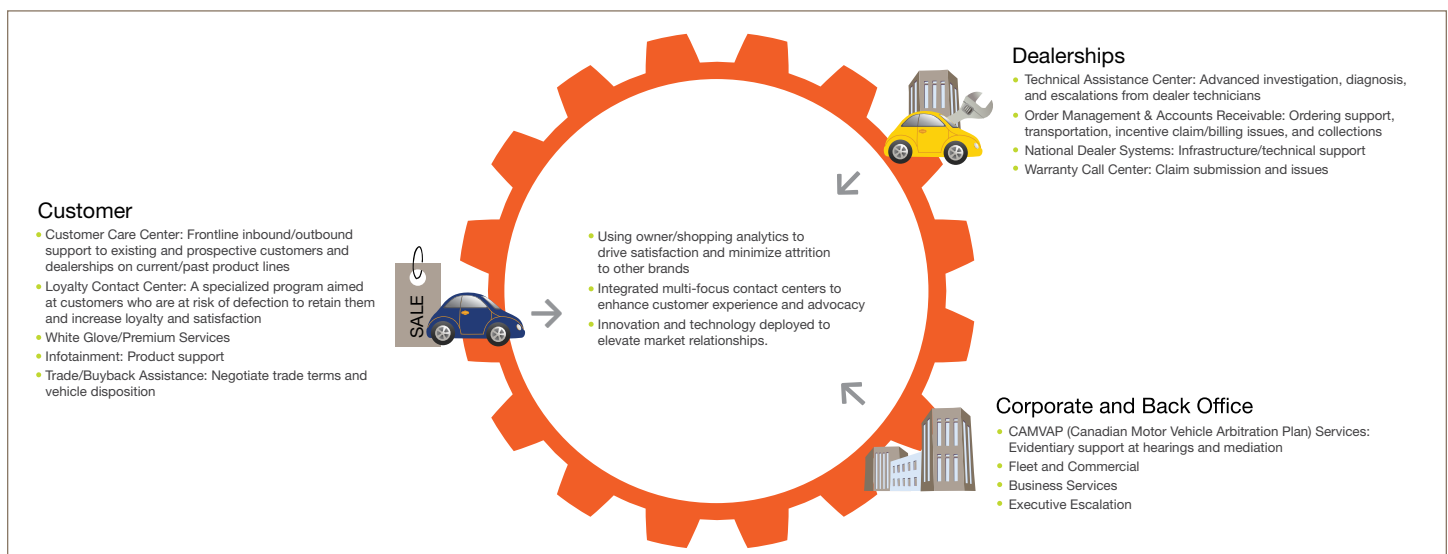 Customer
• Customer Care Center: Frontline inbound/outbound
support to existing and prospective customers and
dealerships on current/past product lines
• Loyalty Contact Center: A specialized program aimed
at customers who are at risk of defection to retain them
and increase loyalty and satisfaction
• White Glove/Premium Services
• Infotainment: Product support
• Trade/Buyback Assistance: Negotiate trade terms and
vehicle disposition
SALE
• Using owner/shopping analytics to
drive satisfaction and minimize attrition
to other brands
• Integrated multi-focus contact centers to
enhance customer experience and advocacy
• Innovation and technology deployed to
elevate market relationships.
Dealerships
• Technical Assistance Center: Advanced investigation, diagnosis,
and escalations from dealer technicians
• Order Management & Accounts Receivable: Ordering support,
transportation, incentive claim/billing issues, and collections
• National Dealer Systems: Infrastructure/technical support
• Warranty Call Center: Claim submission and issues
Corporate and Back Office
• CAMVAP (Canadian Motor Vehicle Arbitration Plan) Services:
Evidentiary support at hearings and mediation
• Fleet and Commercial
• Business Services
• Executive Escalation